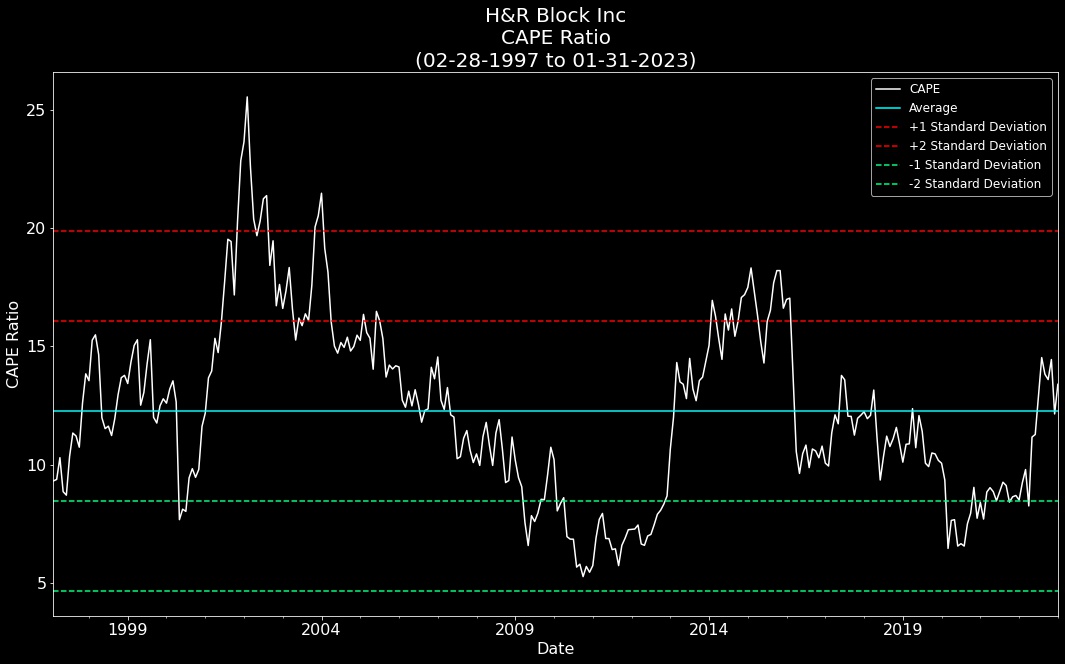 H&R Block Inc
CAPE Ratio
(02-28-1997 to 01-31-2023)
CAPE
Average
+1 Standard Deviation
+2 Standard Deviation
-1 Standard Deviation
-2 Standard Deviation
CAPE Ratio
25
20
15
10
5
1999 2004 2009 2014 2019
Date